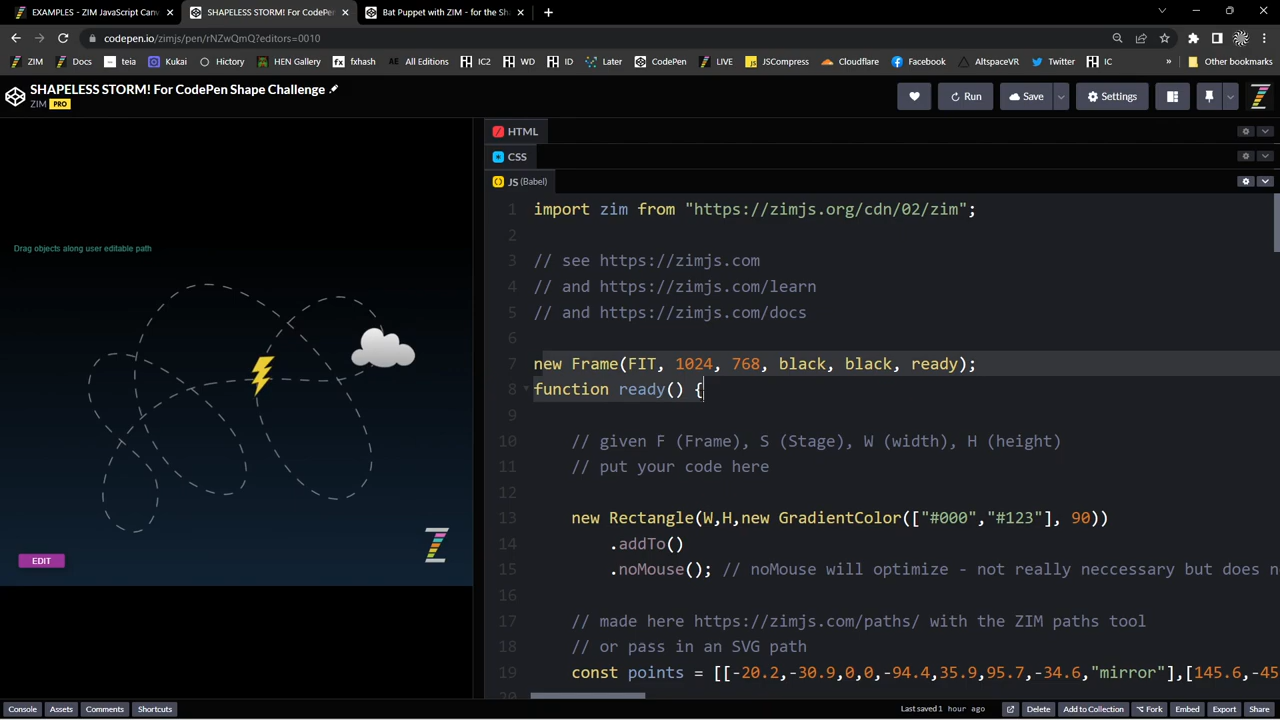 EXAMPLES - ZIM JavaScript Canv
SHAPELESS STORM! For CodePen
Bat Puppet with ZIM - for the Sh
codepen.io/zimjs/pen/rNZwQmQ?editors=0010
ZIM Docs teia Kukai Hictory HEN Gallery fx fxhash AE All Editions IC2 WD ID Later CodePen LIVE JS JSCompress Cloudflare Facebook AltspaceVR Twitter IC » Other bookmarks
SHAPELESS STORM! For CodePen Shape Challenge
ZIM PRO
Run Save Settings
HTML
CSS
JS (Babel)
Drag objects along user editable path
EDIT
1 import zim from "https://zimjs.org/cdn/02/zim";
2
3 // see https://zimjs.com
4 // and https://zimjs.com/learn
5 // and https://zimjs.com/docs
6
7 new Frame(FIT, 1024, 768, black, black, ready);
8 function ready() {
9
10 // given F (Frame), S (Stage), W (width), H (height)
11 // put your code here
12
13 new Rectangle(W,H,new GradientColor(["#000","#123"], 90))
14 .addTo()
15 .noMouse(); // noMouse will optimize - not really neccessary but does no
16
17 // made here https://zimjs.com/paths/ with the ZIM paths tool
18 // or pass in an SVG path
19 const points = [[-20.2,-30.9,0,0,-94.4,35.9,95.7,-34.6,"mirror"],[145.6,-45
20
Console Assets Comments Shortcuts
Last saved 1 hour ago Delete Add to Collection Fork Embed Export Share